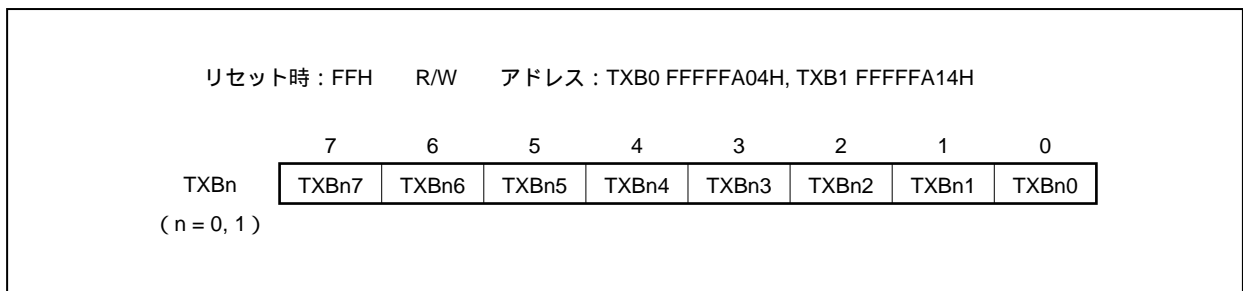 リセット時：FFH R/W アドレス：TXB0 FFFFFA04H, TXB1 FFFFFA14H
7 6 5 4 3 2 1 0
TXBn TXBn7 TXBn6 TXBn5 TXBn4 TXBn3 TXBn2 TXBn1 TXBn0
（n = 0, 1）